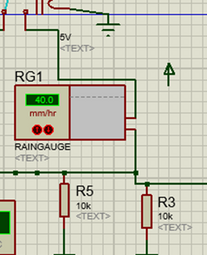 5V
<TEXT>
RG1
40.0
mm/hr
RAINGAUGE
<TEXT>
R5
10k
<TEXT>
R3
10k
<TEXT>